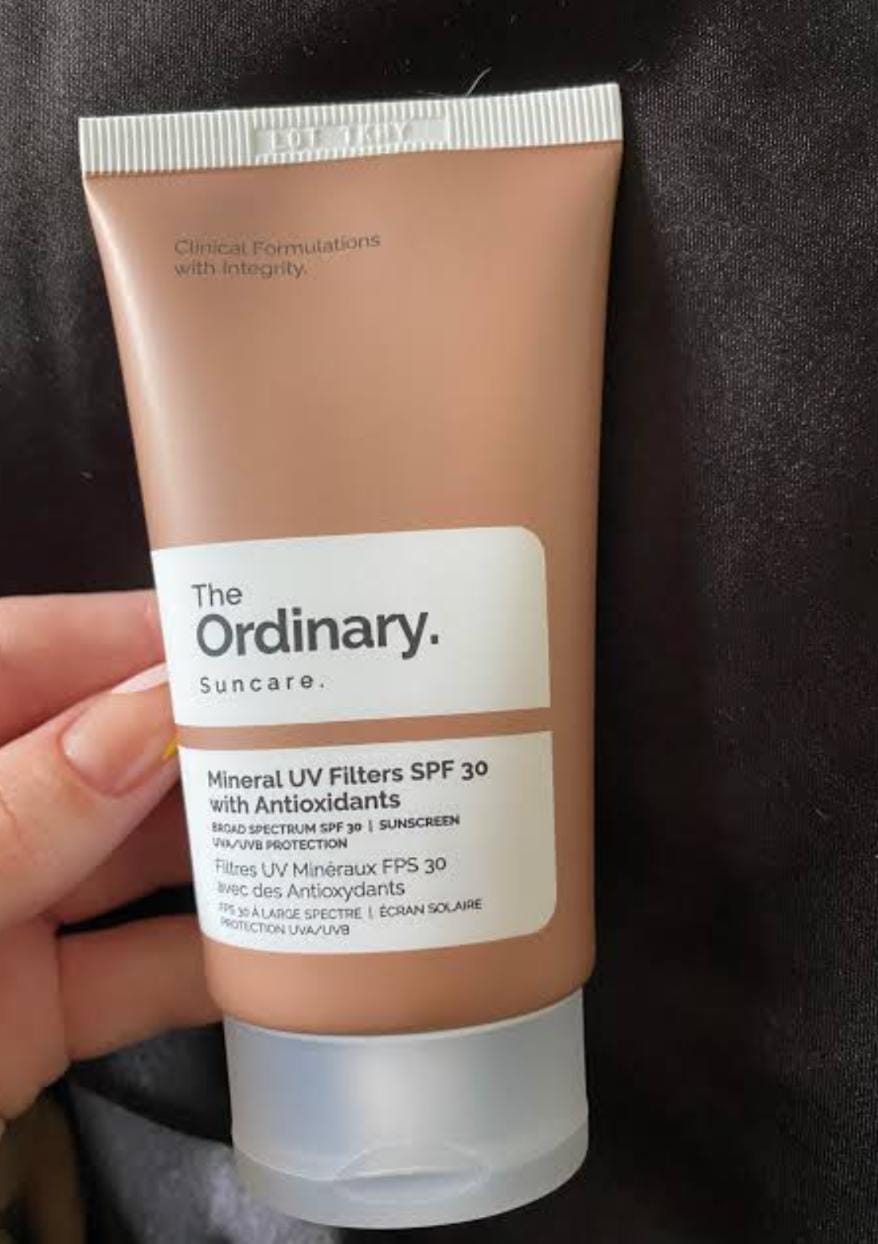 Clinical Formulations
with Integrity.
The
Ordinary.
Suncare.
Mineral UV Filters SPF 30
with Antioxidants
BROAD SPECTRUM SPF 30 | SUNSCREEN
UVA/UVB PROTECTION
Filtres UV Minéraux FPS 30
avec des Antioxydants
FPS 30 À LARGE SPECTRE | ÉCRAN SOLAIRE
PROTECTION UVA/UVB